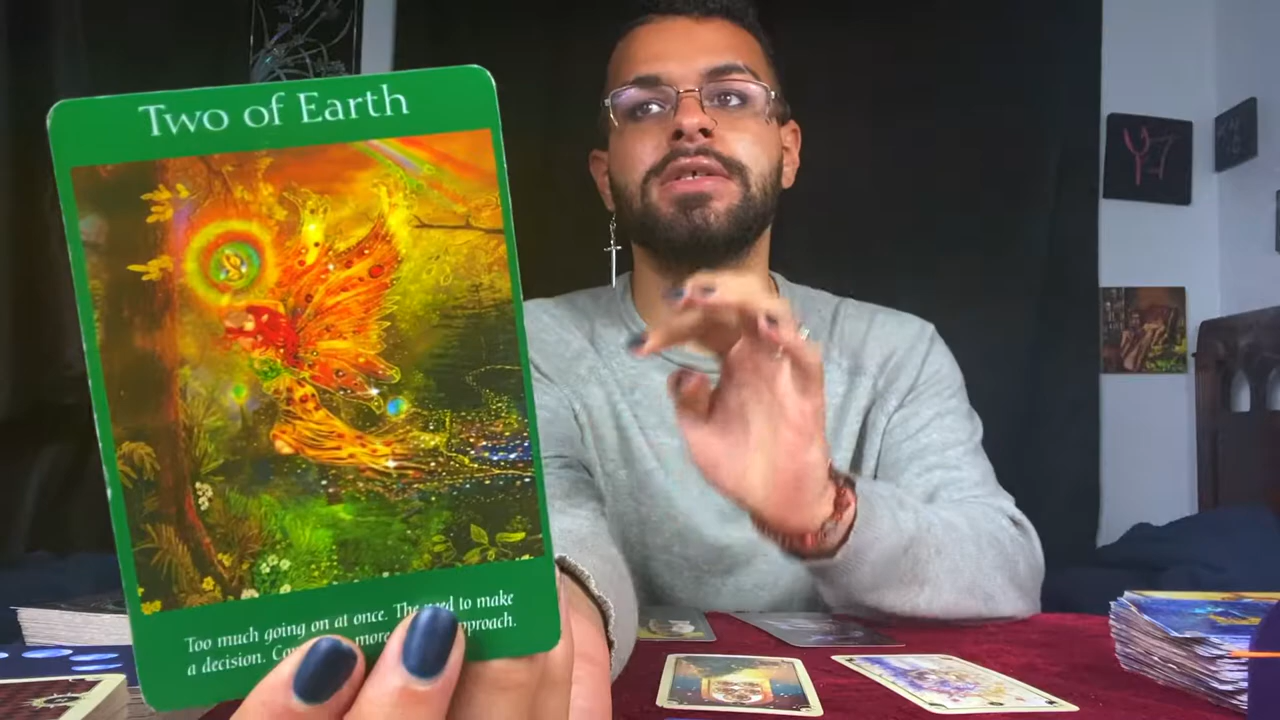 Two of Earth
Too much going on at once. The need to make
a decision. more approach.